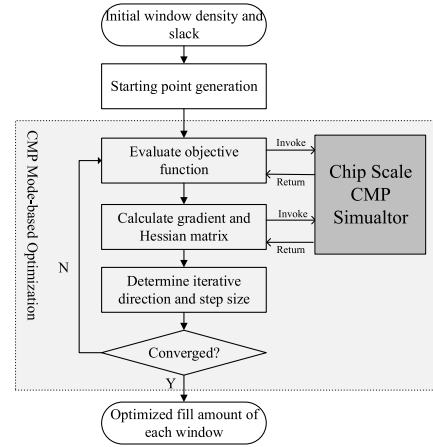 Initial window density and
slack
Starting point generation
CMP Mode-based Optimization
Evaluate objective
function
Invoke
Return
Chip Scale
CMP
Simualtor
Calculate gradient and
Hessian matrix
Invoke
Return
Determine iterative
direction and step size
N
Converged?
Y
Optimized fill amount of
each window